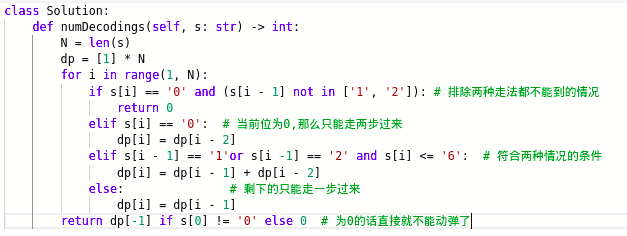 class Solution:
    def numDecodings(self, s: str) -> int:
        N = len(s)
        dp = [1] * N
        for i in range(1, N):
            if s[i] == '0' and (s[i - 1] not in ['1', '2']): # 排除两种走法都不能到的情况
                return 0
            elif s[i] == '0':  # 当前位为0,那么只能走两步过来
                dp[i] = dp[i - 2]
            elif s[i - 1] == '1'or s[i -1] == '2' and s[i] <= '6':  # 符合两种情况的条件
                dp[i] = dp[i - 1] + dp[i - 2]
            else:               # 剩下的只能走一步过来
                dp[i] = dp[i - 1]
        return dp[-1] if s[0] != '0' else 0  # 为0的话直接就不能动弹了